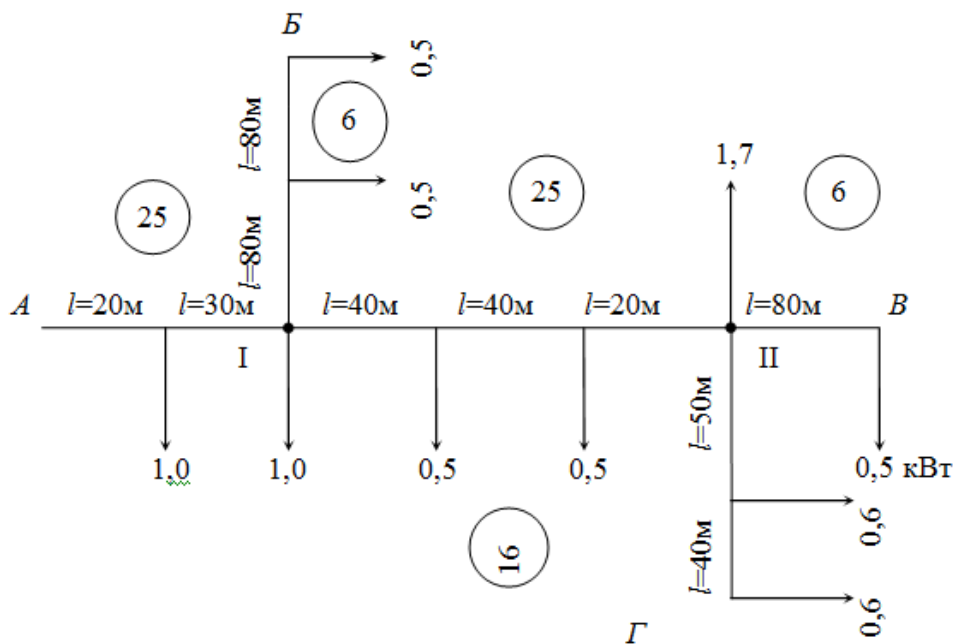 Б
0,5
l=80м
6
1,7
25
0,5
25
6
l=80м
А
l=20м
l=30м
l=40м
l=40м
l=20м
l=80м
В
I
II
l=50м
1,0
1,0
0,5
0,5
0,5 кВт
0,6
16
l=40м
0,6
Г